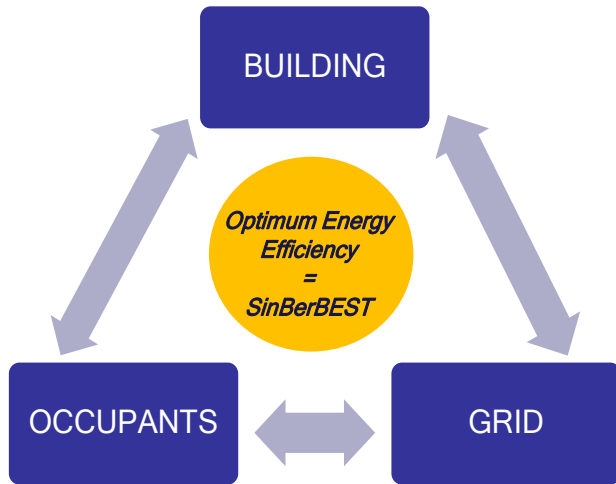 BUILDING
Optimum Energy
Efficiency
=
SinBerBEST
OCCUPANTS
GRID